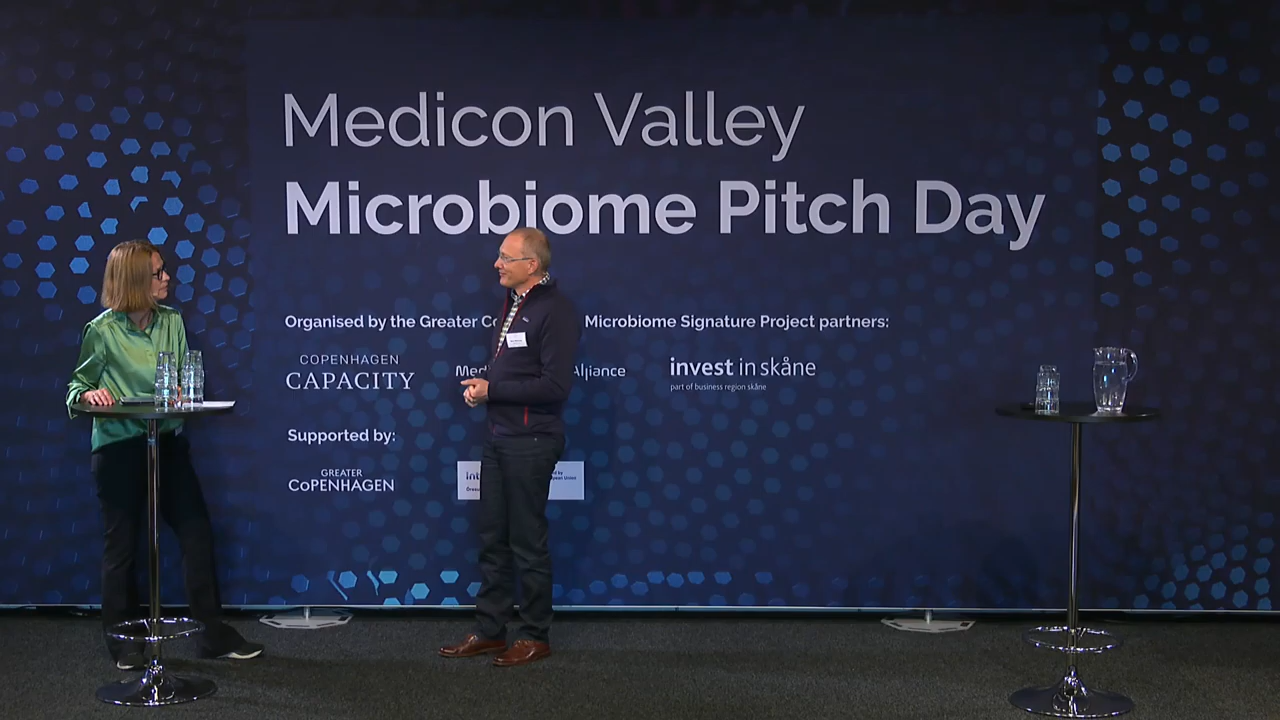 Medicon Valley
Microbiome Pitch Day
Organised by the Greater Co Microbiome Signature Project partners:
COPENHAGEN
CAPACITY
Med Alliance
invest in skåne
part of business region skåne
Supported by:
GREATER
COPENHAGEN